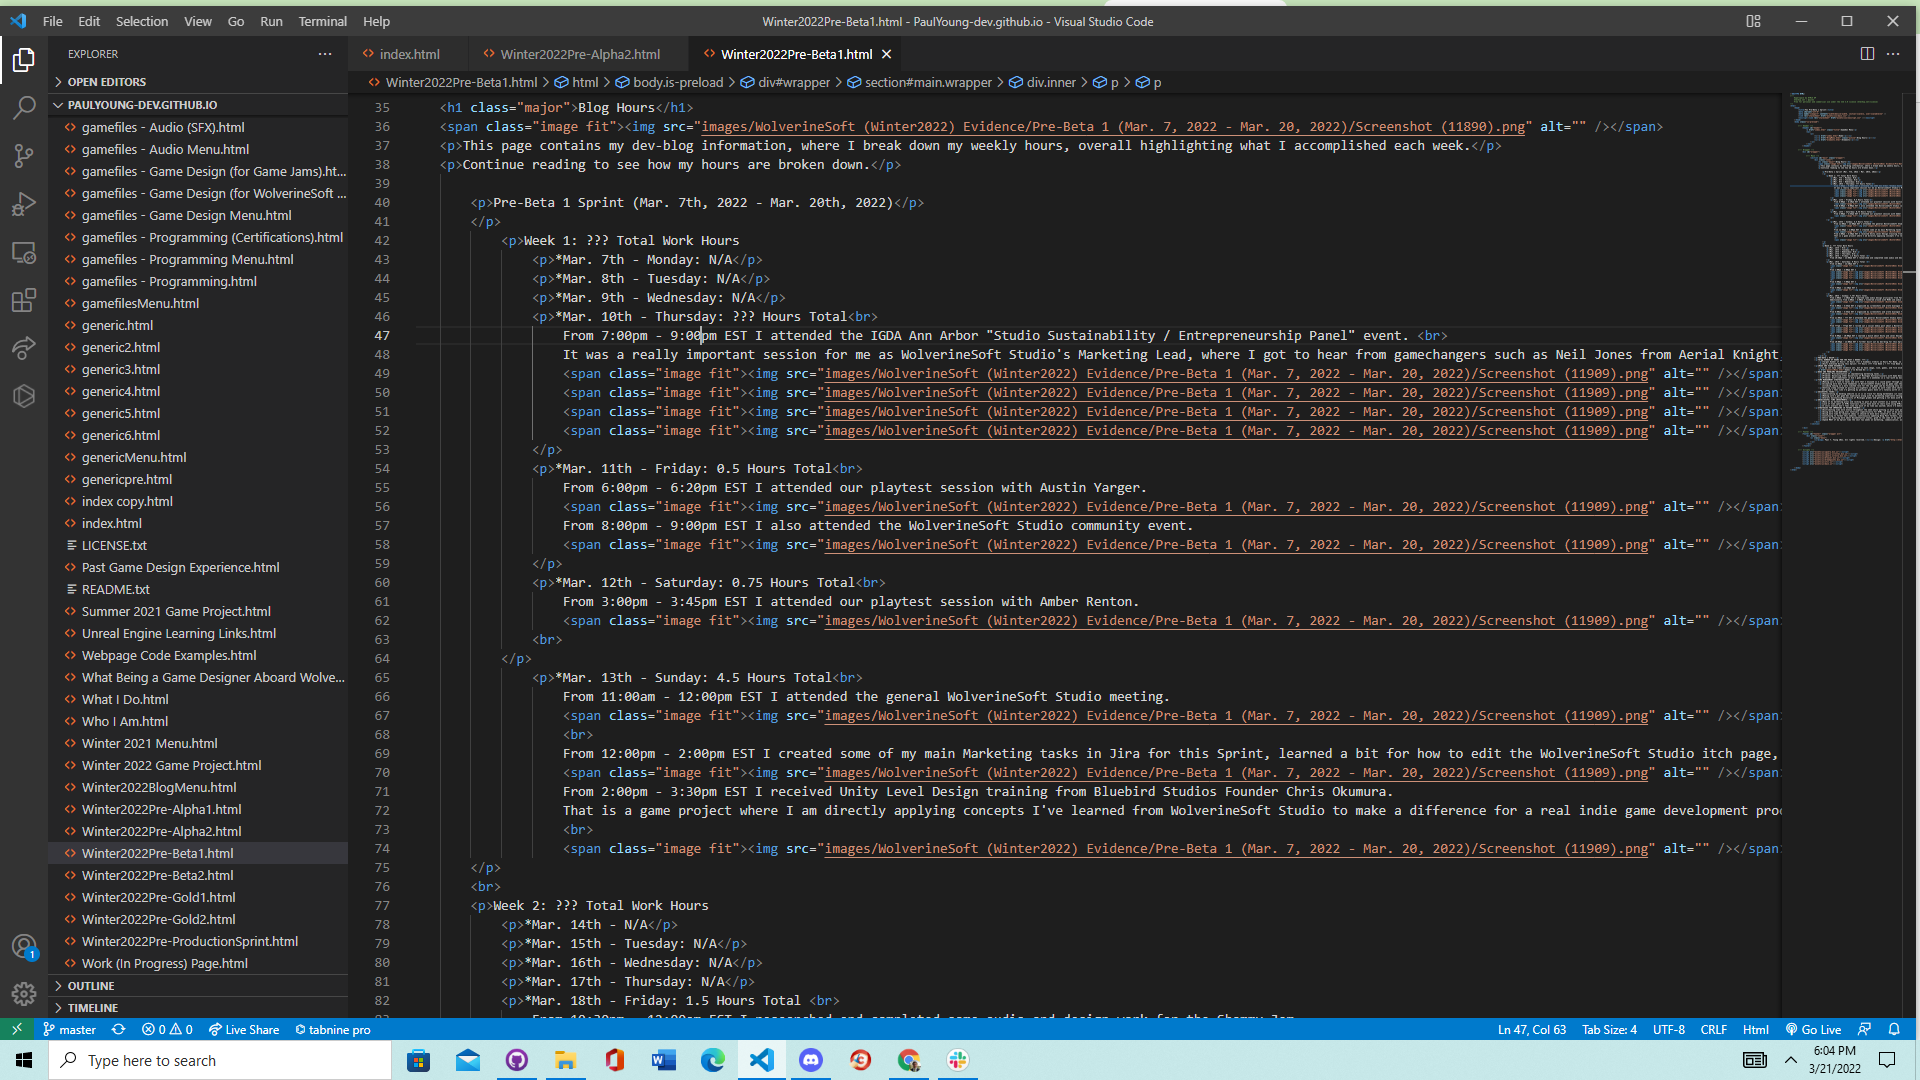 File Edit Selection View Go Run Terminal Help
Winter2022Pre-Beta1.html - PaulYoung-dev.github.io - Visual Studio Code
EXPLORER
index.html Winter2022Pre-Alpha2.html Winter2022Pre-Beta1.html
OPEN EDITORS
Winter2022Pre-Beta1.html > html > body.is-preload > div#wrapper > section#main.wrapper > div.inner > p > p
PAULYOUNG-DEV.GITHUB.IO
gamefiles - Audio (SFX).html
gamefiles - Audio Menu.html
gamefiles - Game Design (for Game Jams).ht...
gamefiles - Game Design (for WolverineSoft ...
gamefiles - Game Design Menu.html
gamefiles - Programming (Certifications).html
gamefiles - Programming Menu.html
gamefiles - Programming.html
gamefilesMenu.html
generic.html
generic2.html
generic3.html
generic4.html
generic5.html
generic6.html
genericMenu.html
genericpre.html
index copy.html
index.html
LICENSE.txt
Past Game Design Experience.html
README.txt
Summer 2021 Game Project.html
Unreal Engine Learning Links.html
Webpage Code Examples.html
What Being a Game Designer Aboard Wolve...
What I Do.html
Who I Am.html
Winter 2021 Menu.html
Winter 2022 Game Project.html
Winter2022BlogMenu.html
Winter2022Pre-Alpha1.html
Winter2022Pre-Alpha2.html
Winter2022Pre-Beta1.html
Winter2022Pre-Beta2.html
Winter2022Pre-Gold1.html
Winter2022Pre-Gold2.html
Winter2022Pre-ProductionSprint.html
Work (In Progress) Page.html
OUTLINE
TIMELINE
35 <h1 class="major">Blog Hours</h1>
36 <span class="image fit"><img src="images/WolverineSoft (Winter2022) Evidence/Pre-Beta 1 (Mar. 7, 2022 - Mar. 20, 2022)/Screenshot (11890).png" alt="" /></span>
37 <p>This page contains my dev-blog information, where I break down my weekly hours, overall highlighting what I accomplished each week.</p>
38 <p>Continue reading to see how my hours are broken down.</p>
39
40 <p>Pre-Beta 1 Sprint (Mar. 7th, 2022 - Mar. 20th, 2022)</p>
41 </p>
42 <p>Week 1: ??? Total Work Hours
43 <p>*Mar. 7th - Monday: N/A</p>
44 <p>*Mar. 8th - Tuesday: N/A</p>
45 <p>*Mar. 9th - Wednesday: N/A</p>
46 <p>*Mar. 10th - Thursday: ??? Hours Total<br>
47 From 7:00pm - 9:00pm EST I attended the IGDA Ann Arbor "Studio Sustainability / Entrepreneurship Panel" event. <br>
48 It was a really important session for me as WolverineSoft Studio's Marketing Lead, where I got to hear from gamechangers such as Neil Jones from Aerial Knight,
49 <span class="image fit"><img src="images/WolverineSoft (Winter2022) Evidence/Pre-Beta 1 (Mar. 7, 2022 - Mar. 20, 2022)/Screenshot (11909).png" alt="" /></span>
50 <span class="image fit"><img src="images/WolverineSoft (Winter2022) Evidence/Pre-Beta 1 (Mar. 7, 2022 - Mar. 20, 2022)/Screenshot (11909).png" alt="" /></span>
51 <span class="image fit"><img src="images/WolverineSoft (Winter2022) Evidence/Pre-Beta 1 (Mar. 7, 2022 - Mar. 20, 2022)/Screenshot (11909).png" alt="" /></span>
52 <span class="image fit"><img src="images/WolverineSoft (Winter2022) Evidence/Pre-Beta 1 (Mar. 7, 2022 - Mar. 20, 2022)/Screenshot (11909).png" alt="" /></span>
53 </p>
54 <p>*Mar. 11th - Friday: 0.5 Hours Total<br>
55 From 6:00pm - 6:20pm EST I attended our playtest session with Austin Yarger.
56 <span class="image fit"><img src="images/WolverineSoft (Winter2022) Evidence/Pre-Beta 1 (Mar. 7, 2022 - Mar. 20, 2022)/Screenshot (11909).png" alt="" /></span>
57 From 8:00pm - 9:00pm EST I also attended the WolverineSoft Studio community event.
58 <span class="image fit"><img src="images/WolverineSoft (Winter2022) Evidence/Pre-Beta 1 (Mar. 7, 2022 - Mar. 20, 2022)/Screenshot (11909).png" alt="" /></span>
59 </p>
60 <p>*Mar. 12th - Saturday: 0.75 Hours Total<br>
61 From 3:00pm - 3:45pm EST I attended our playtest session with Amber Renton.
62 <span class="image fit"><img src="images/WolverineSoft (Winter2022) Evidence/Pre-Beta 1 (Mar. 7, 2022 - Mar. 20, 2022)/Screenshot (11909).png" alt="" /></span>
63 <br>
64 </p>
65 <p>*Mar. 13th - Sunday: 4.5 Hours Total<br>
66 From 11:00am - 12:00pm EST I attended the general WolverineSoft Studio meeting.
67 <span class="image fit"><img src="images/WolverineSoft (Winter2022) Evidence/Pre-Beta 1 (Mar. 7, 2022 - Mar. 20, 2022)/Screenshot (11909).png" alt="" /></span>
68 <br>
69 From 12:00pm - 2:00pm EST I created some of my main Marketing tasks in Jira for this Sprint, learned a bit for how to edit the WolverineSoft Studio itch page,
70 <span class="image fit"><img src="images/WolverineSoft (Winter2022) Evidence/Pre-Beta 1 (Mar. 7, 2022 - Mar. 20, 2022)/Screenshot (11909).png" alt="" /></span>
71 From 2:00pm - 3:30pm EST I received Unity Level Design training from Bluebird Studios Founder Chris Okumura.
72 That is a game project where I am directly applying concepts I've learned from WolverineSoft Studio to make a difference for a real indie game development pro
73 <br>
74 <span class="image fit"><img src="images/WolverineSoft (Winter2022) Evidence/Pre-Beta 1 (Mar. 7, 2022 - Mar. 20, 2022)/Screenshot (11909).png" alt="" /></span>
75 </p>
76 <br>
77 <p>Week 2: ??? Total Work Hours
78 <p>*Mar. 14th - N/A</p>
79 <p>*Mar. 15th - Tuesday: N/A</p>
80 <p>*Mar. 16th - Wednesday: N/A</p>
81 <p>*Mar. 17th - Thursday: N/A</p>
82 <p>*Mar. 18th - Friday: 1.5 Hours Total <br>
1
master 0 0 Live Share tabnine pro
Ln 47, Col 63 Tab Size: 4 UTF-8 CRLF Html Go Live
Type here to search
6:04 PM
3/21/2022